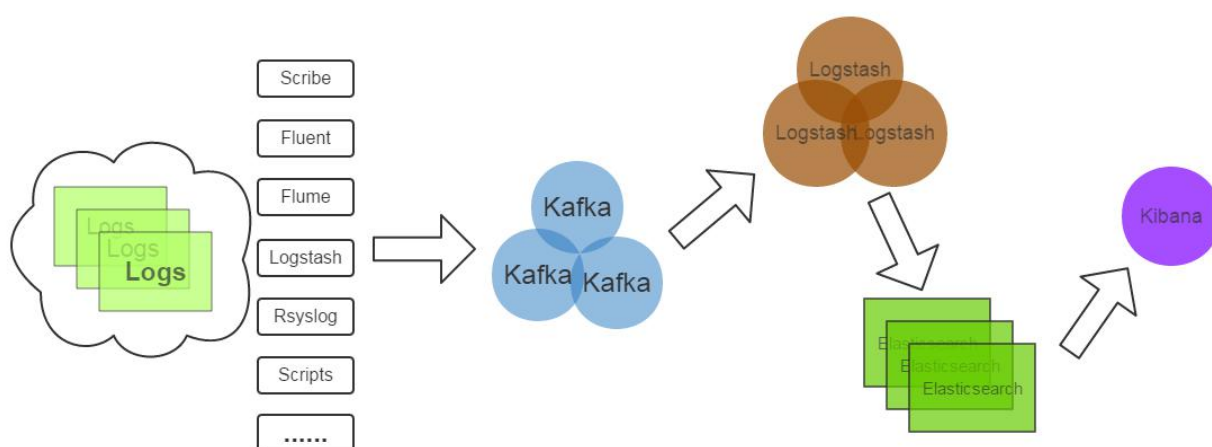 Logs
Logs
Logs
Scribe
Fluent
Flume
Logstash
Rsyslog
Scripts
......
Kafka
Kafka
Kafka
Logstash
Logstash
Logstash
Elasticsearch
Elasticsearch
Elasticsearch
Kibana